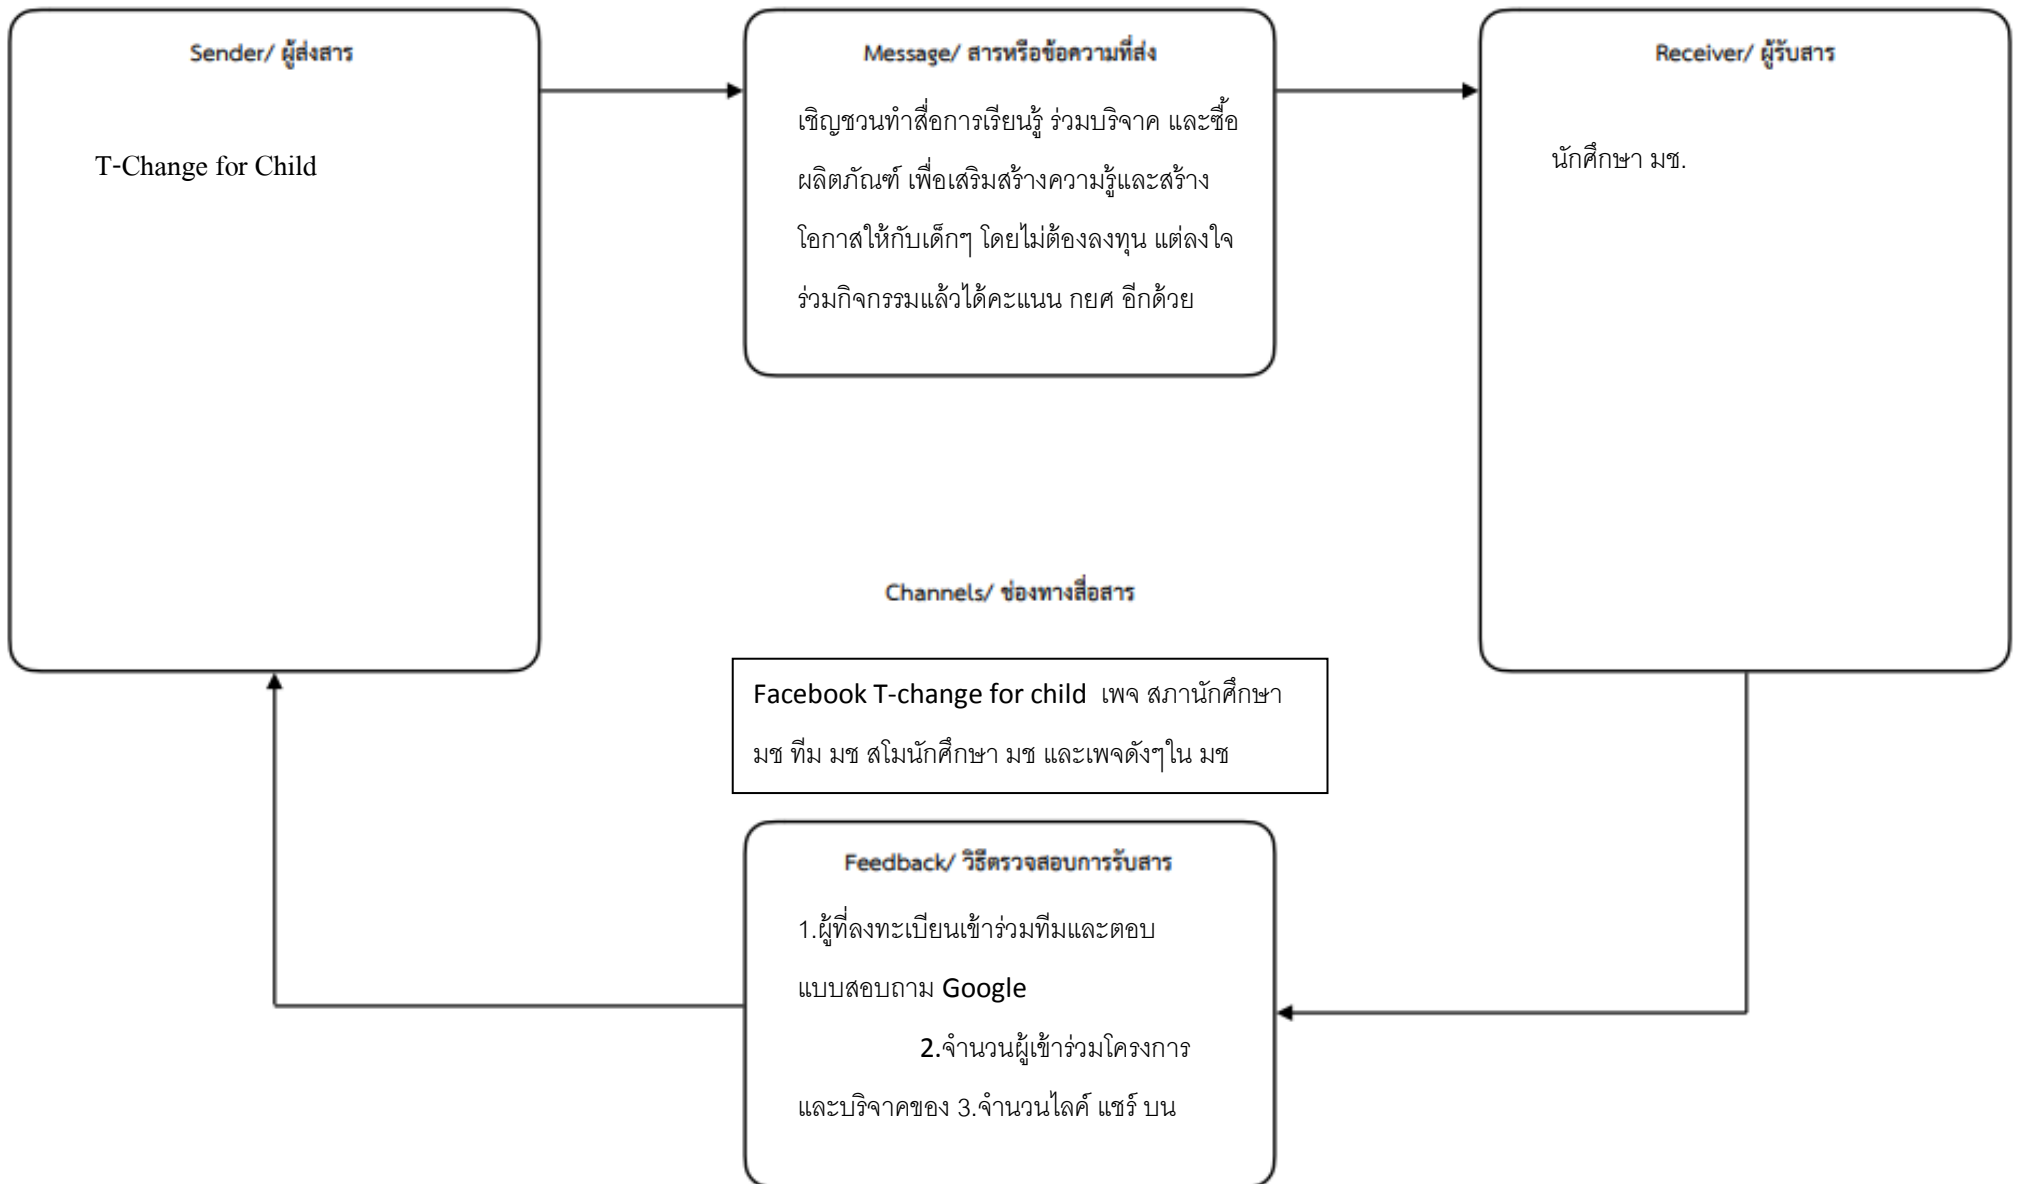 Sender/ ผู้ส่งสาร
T-Change for Child
Message/ สารหรือข้อความที่ส่ง
เชิญชวนทำสื่อการเรียนรู้ ร่วมบริจาค และซื้อ
ผลิตภัณฑ์ เพื่อเสริมสร้างความรู้และสร้าง
โอกาสให้กับเด็กๆ โดยไม่ต้องลงทุน แต่ลงใจ
ร่วมกิจกรรมแล้วได้คะแนน กยศ อีกด้วย
Receiver/ ผู้รับสาร
นักศึกษา มช.
Channels/ ช่องทางสื่อสาร
Facebook T-change for child เพจ สภานักศึกษา
มช ทีม มช สโมนักศึกษา มช และเพจดังๆใน มช
Feedback/ วิธีตรวจสอบการรับสาร
1.ผู้ที่ลงทะเบียนเข้าร่วมทีมและตอบ
แบบสอบถาม Google
2.จำนวนผู้เข้าร่วมโครงการ
และบริจาคของ 3.จำนวนไลค์ แชร์ บน